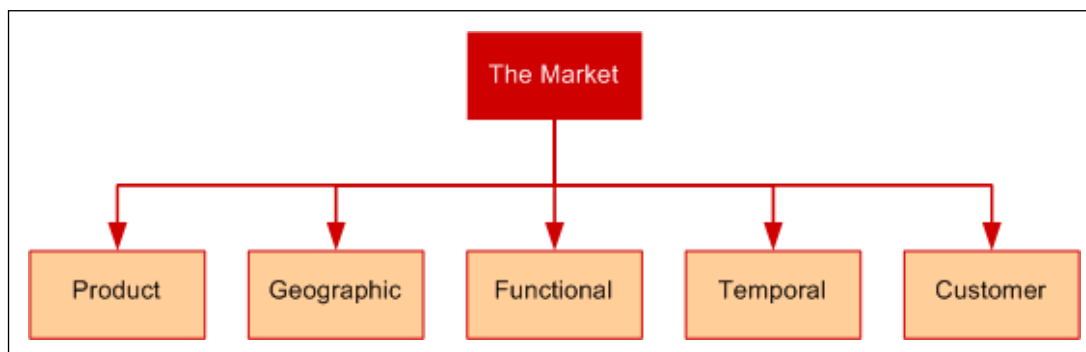 The Market
Product
Geographic
Functional
Temporal
Customer